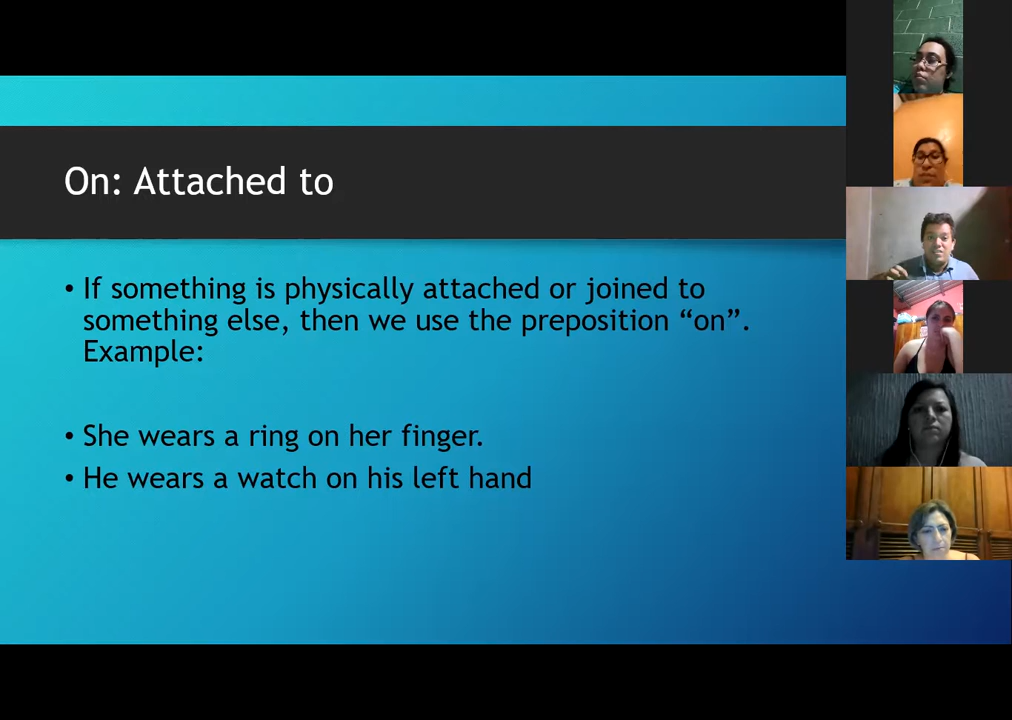 On: Attached to
• If something is physically attached or joined to
something else, then we use the preposition “on”.
Example:
• She wears a ring on her finger.
• He wears a watch on his left hand